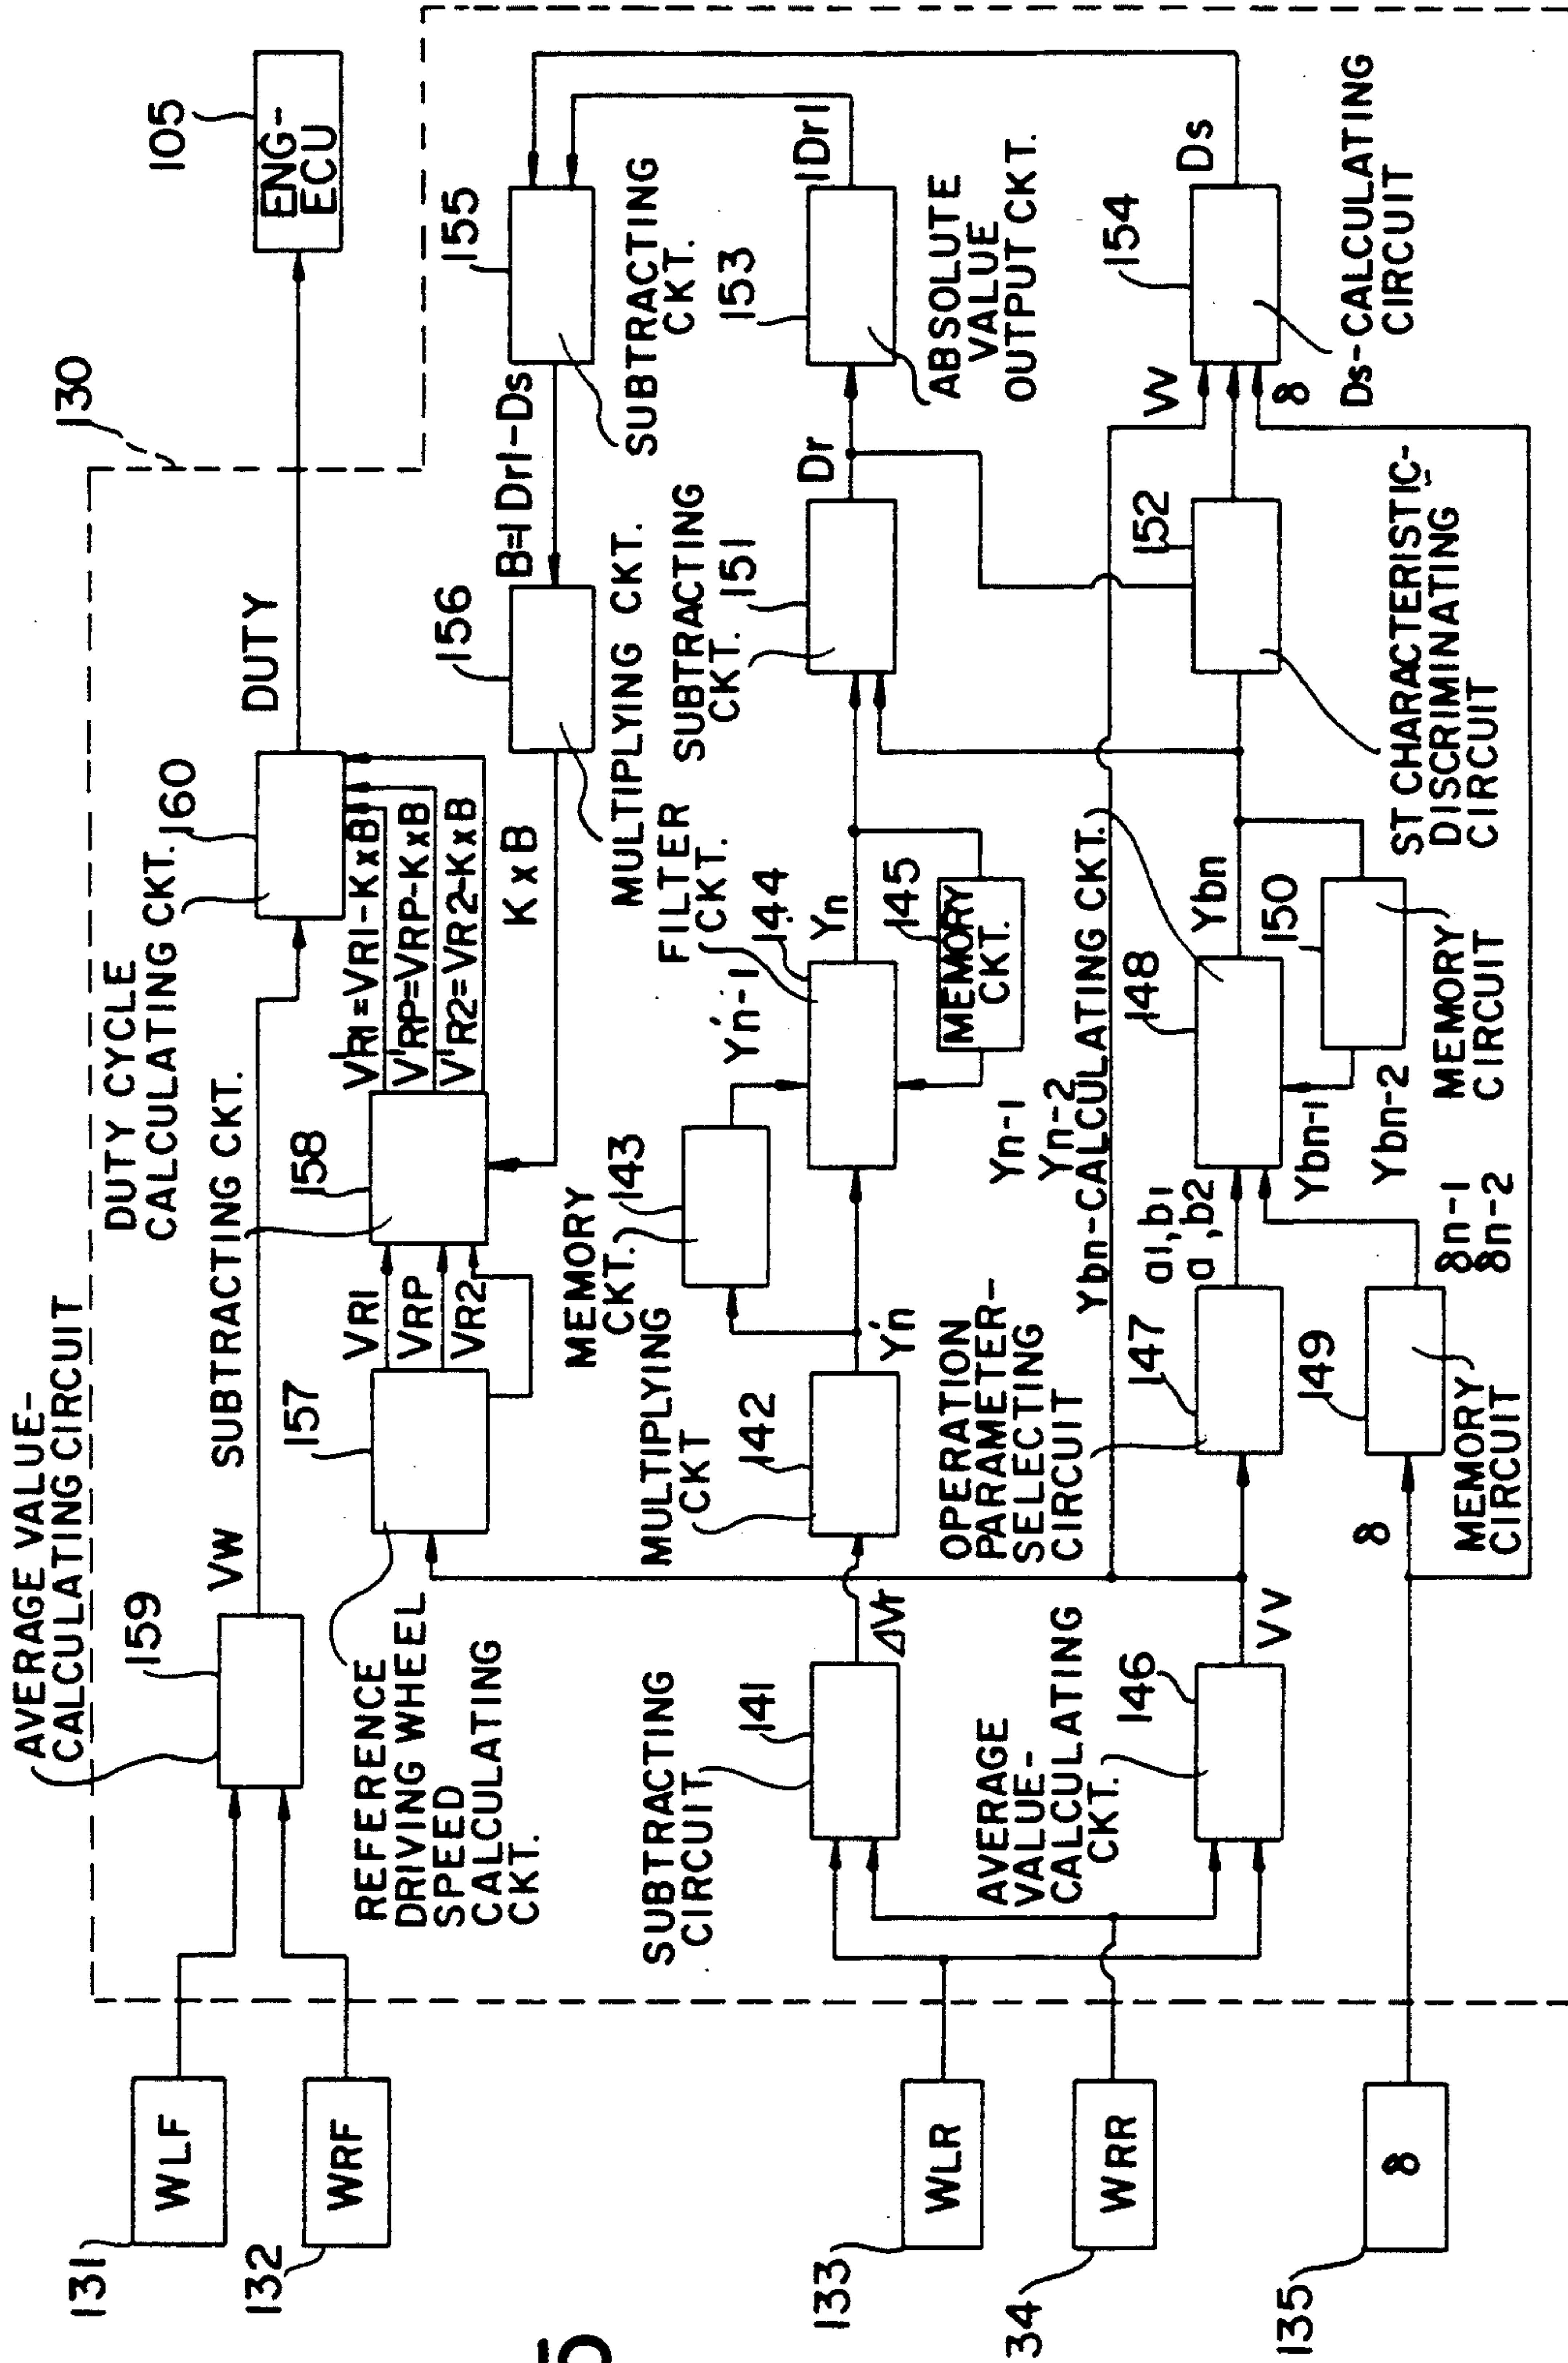 130
105
ENG-
ECU
DUTY
AVERAGE VALUE-
CALCULATING CIRCUIT
159
VW
DUTY CYCLE
CALCULATING CKT.
160
131
WLF
132
WRF
SUBTRACTING CKT.
158
V'R1=VR1-K×B
V'RP=VRP-K×B
V'R2=VR2-K×B
157
VR1
VRP
VR2
REFERENCE
DRIVING WHEEL
SPEED
CALCULATING
CKT.
K×B
156
MULTIPLYING CKT.
B=|Dr|-Ds
155
SUBTRACTING
CKT.
SUBTRACTING
CIRCUIT
141
ΔVr
MULTIPLYING
CKT
142
Y'n
MEMORY
CKT.
143
Y'n-1
FILTER
CKT.
144
Yn
145
MEMORY
CKT.
Yn-1
Yn-2
SUBTRACTING
CKT.
151
Dr
153
|Dr|
ABSOLUTE
VALUE
OUTPUT CKT.
133
WLR
34
WRR
AVERAGE
VALUE-
CALCULATING
CKT.
146
Vv
OPERATION
PARAMETER-
SELECTING
CIRCUIT
147
a1,b1
a ,b2
Ybn-CALCULATING CKT.
148
Ybn
Ybn-1
Ybn-2
150
MEMORY
CIRCUIT
152
ST CHARACTERISTIC-
DISCRIMINATING
CIRCUIT
V
δ
154
Ds
Ds-CALCULATING
CIRCUIT
135
δ
δ
149
MEMORY
CIRCUIT
δn-1
δn-2
5